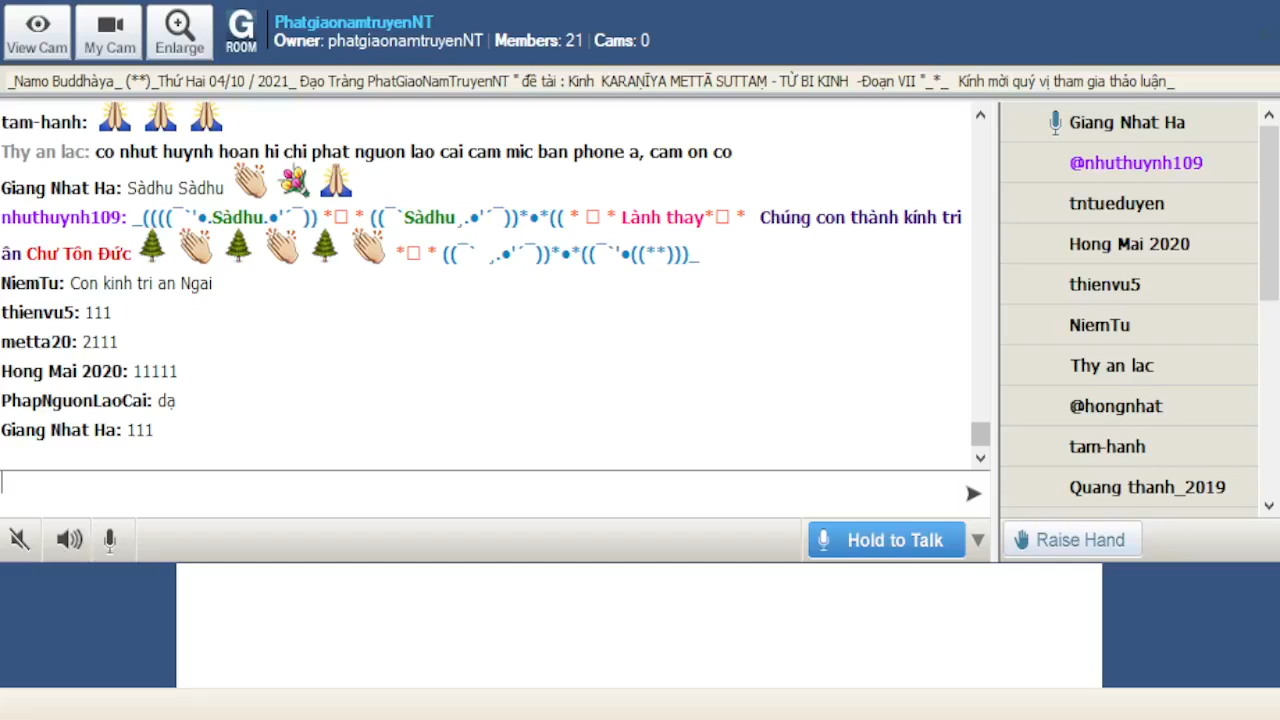 View Cam
My Cam
Enlarge
G
ROOM
PhatgiaonamtruyenNT
Owner: phatgiaonamtruyenNT | Members: 21 | Cams: 0
_Namo Buddhàya_ (**)_Thứ Hai 04/10 / 2021_ Đạo Tràng PhatGiaoNamTruyenNT " đề tài : Kinh KARAṆĪYA METTĀ SUTTAṂ - TỪ BI KINH -Đoạn VII "_*_ Kính mời quý vị tham gia thảo luận_
tam-hanh: 🙏 🙏 🙏
Thy an lac: co nhut huynh hoan hi chi phat nguon lao cai cam mic ban phone a, cam on co
Giang Nhat Ha: Sàdhu Sàdhu 👏 💐 🙏
nhuthuynh109: _((((¯`'●.Sàdhu.●'´¯)) *□ * ((¯`Sàdhu¸.●'´¯))*●*(( * □ * Lành thay*□ * Chúng con thành kính tri
ân Chư Tôn Đức 🌲 👏 🌲 👏 🌲 👏 *□ * ((¯` ¸.●'´¯))*●*((¯`'●((**)))_
NiemTu: Con kinh tri an Ngai
thienvu5: 111
metta20: 2111
Hong Mai 2020: 11111
PhapNguonLaoCai: dạ
Giang Nhat Ha: 111
Hold to Talk
Giang Nhat Ha
@nhuthuynh109
tntueduyen
Hong Mai 2020
thienvu5
NiemTu
Thy an lac
@hongnhat
tam-hanh
Quang thanh_2019
Raise Hand